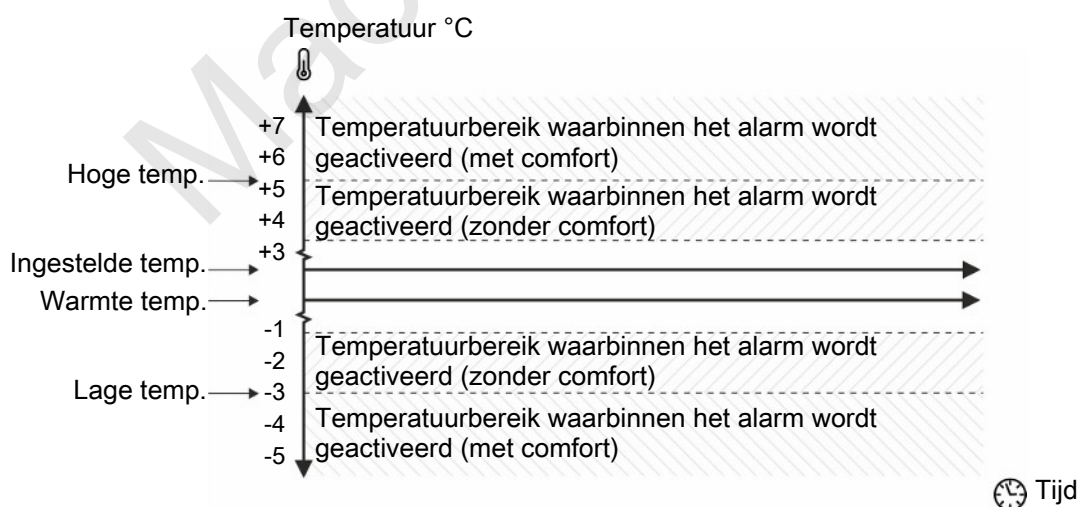 Temperatuur °C
+7
Temperatuurbereik waarbinnen het alarm wordt
+6
geactiveerd (met comfort)
Hoge temp.
+5
Temperatuurbereik waarbinnen het alarm wordt
+4
geactiveerd (zonder comfort)
+3
Ingestelde temp.
Warmte temp.
-1
Temperatuurbereik waarbinnen het alarm wordt
-2
geactiveerd (zonder comfort)
Lage temp.
-3
Temperatuurbereik waarbinnen het alarm wordt
-4
geactiveerd (met comfort)
-5
Tijd